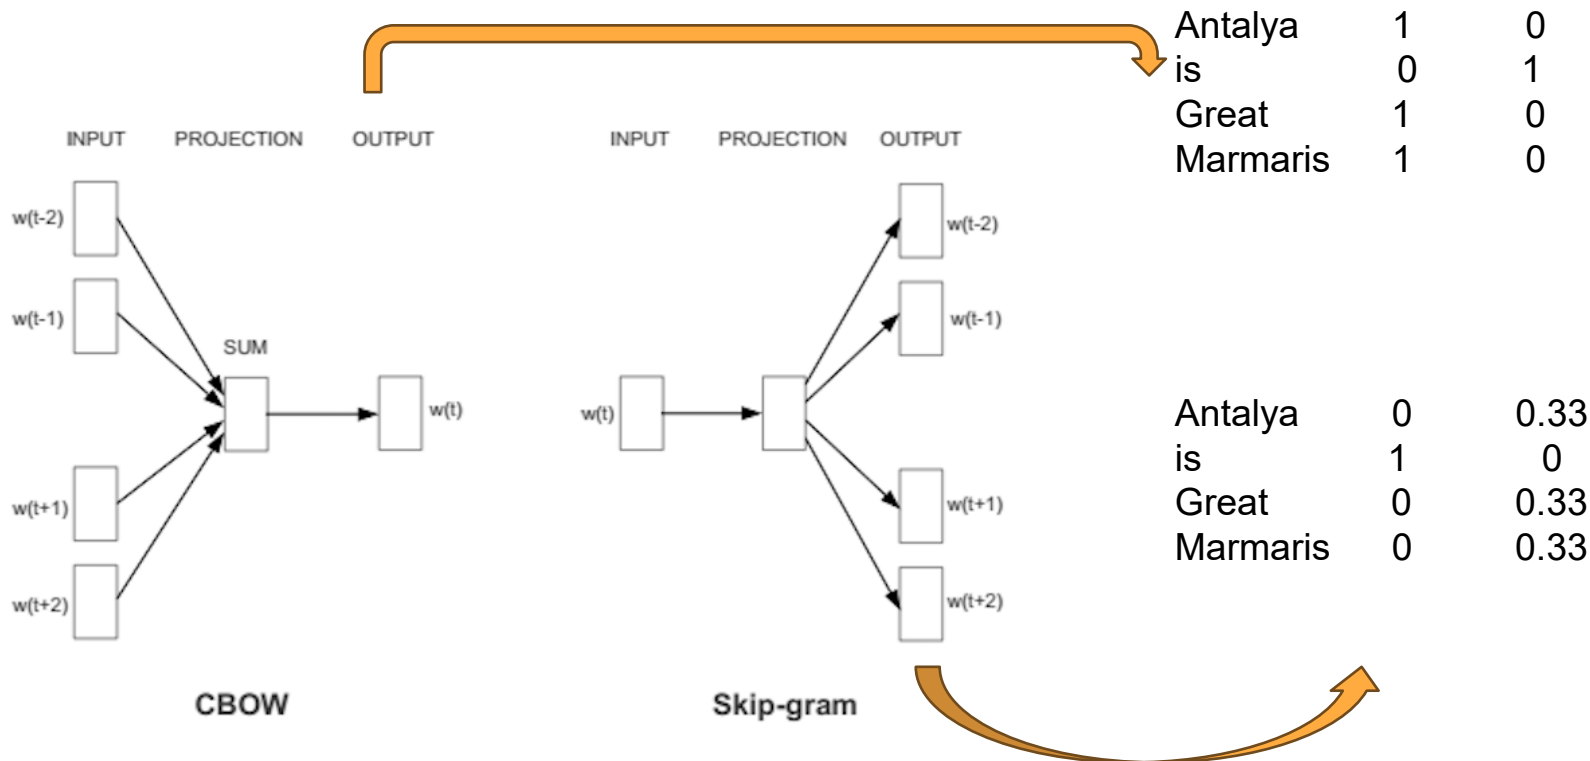 INPUT PROJECTION OUTPUT
w(t-2)
w(t-1)
SUM
w(t)
w(t+1)
w(t+2)
CBOW
INPUT PROJECTION OUTPUT
w(t-2)
w(t-1)
w(t)
w(t+1)
w(t+2)
Skip-gram
Antalya 1 0
is 0 1
Great 1 0
Marmaris 1 0
Antalya 0 0.33
is 1 0
Great 0 0.33
Marmaris 0 0.33